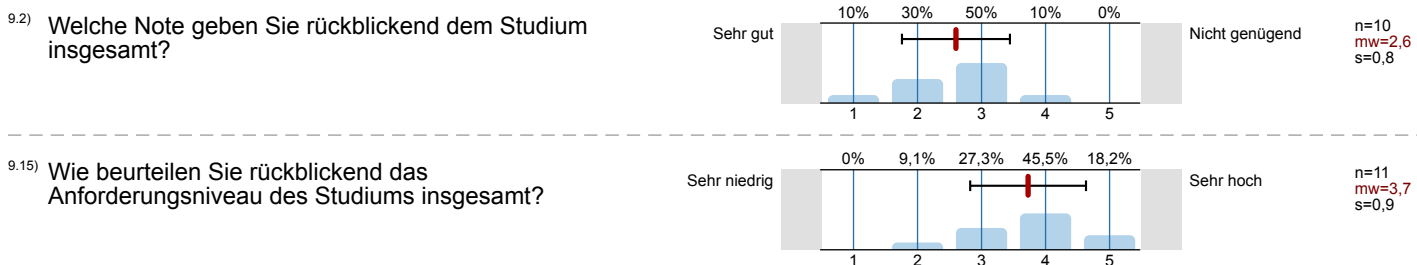 9.2) Welche Note geben Sie rückblickend dem Studium
insgesamt?
Sehr gut
10% 30% 50% 10% 0%
1 2 3 4 5
Nicht genügend
n=10
mw=2,6
s=0,8
9.15) Wie beurteilen Sie rückblickend das
Anforderungsniveau des Studiums insgesamt?
Sehr niedrig
0% 9,1% 27,3% 45,5% 18,2%
1 2 3 4 5
Sehr hoch
n=11
mw=3,7
s=0,9